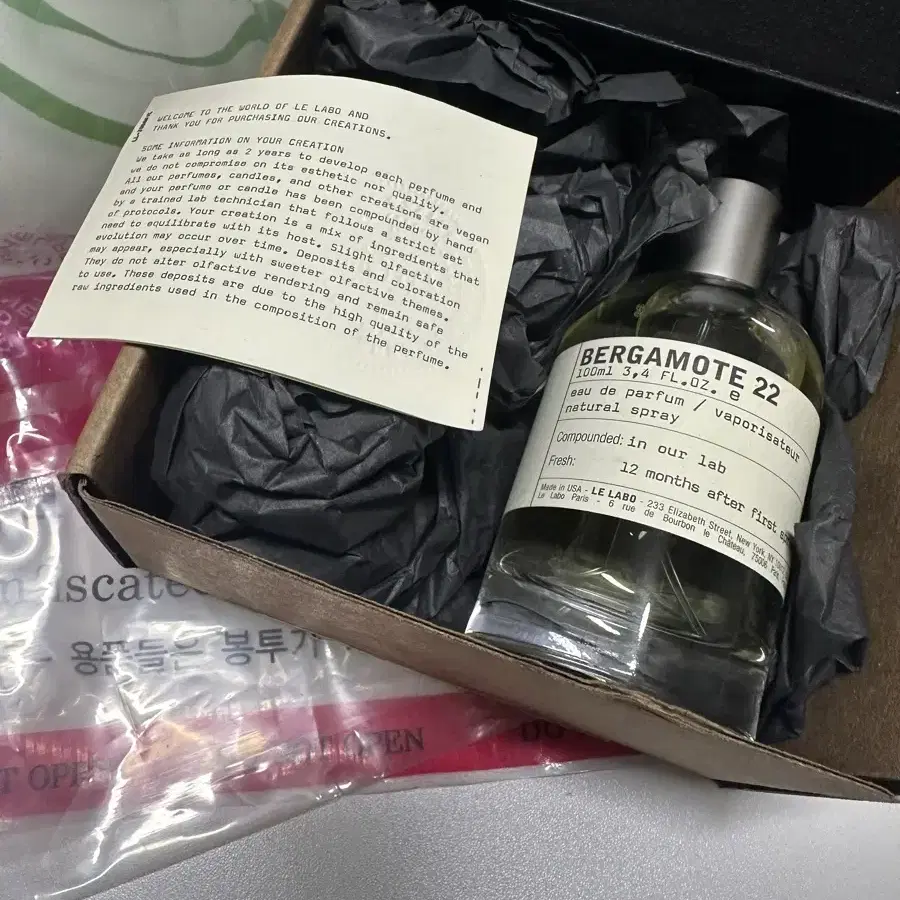 WELCOME TO THE WORLD OF LE LABO AND
THANK YOU FOR PURCHASING OUR CREATIONS.
SOME INFORMATION ON YOUR CREATION
We take as long as 2 years to develop each perfume and
we do not compromise on its esthetic nor quality.
All our perfumes, candles, and other creations are vegan
and your perfume or candle has been compounded by hand
by a trained lab technician that follows a strict set
of protocols. Your creation is a mix of ingredients that
need to equilibrate with its host. Slight olfactive
evolution may occur over time. Deposits and coloration
may appear, especially with sweeter olfactive themes.
They do not alter olfactive rendering and remain safe
to use. These deposits are due to the high quality of the
raw ingredients used in the composition of the perfume.
BERGAMOTE 22
100ml 3,4 FL.OZ. e
eau de parfum / vaporisateur
natural spray
Compounded: in our lab
Fresh: 12 months after first
Made in USA - LE LABO - 233 Elizabeth Street, New York, NY
Le Labo Paris - 6 rue de Bourbon le Château, 75006
용품들은 봉투가
OPEN